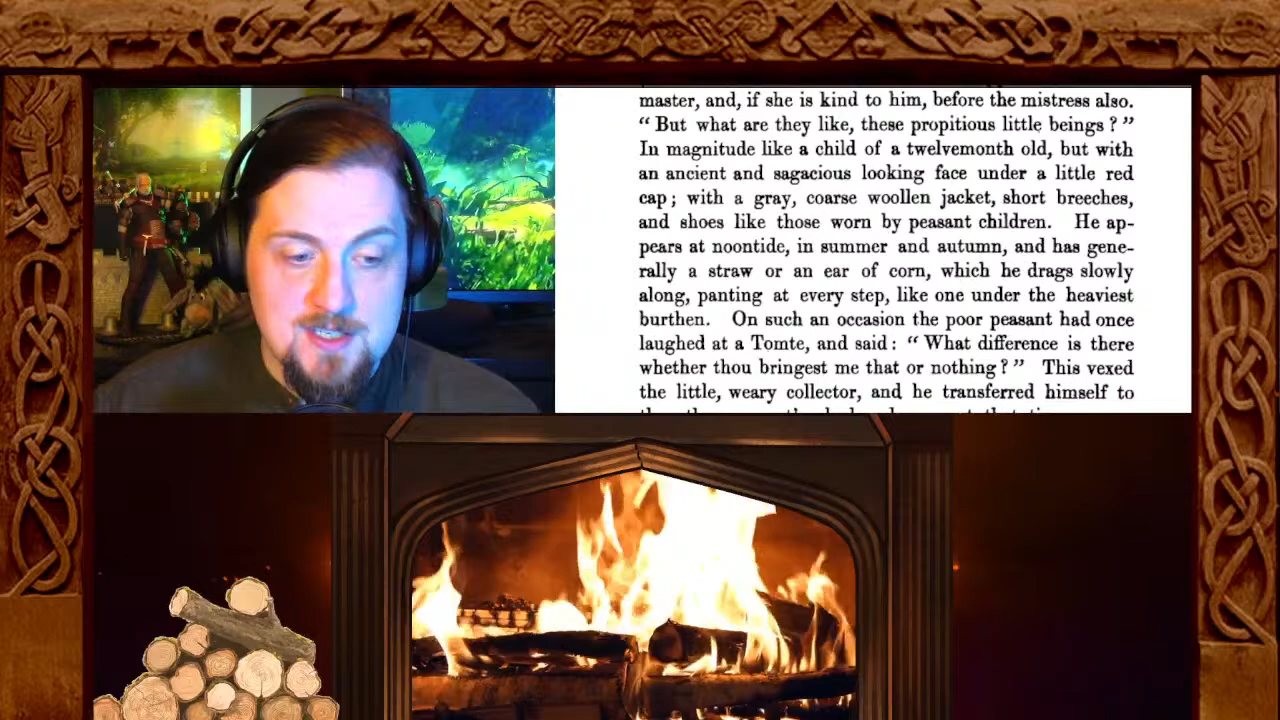 master, and, if she is kind to him, before the mistress also.
“ But what are they like, these propitious little beings ? ”
In magnitude like a child of a twelvemonth old, but with
an ancient and sagacious looking face under a little red
cap ; with a gray, coarse woollen jacket, short breeches,
and shoes like those worn by peasant children. He ap-
pears at noontide, in summer and autumn, and has gene-
rally a straw or an ear of corn, which he drags slowly
along, panting at every step, like one under the heaviest
burthen. On such an occasion the poor peasant had once
laughed at a Tomte, and said : “ What difference is there
whether thou bringest me that or nothing ? ” This vexed
the little, weary collector, and he transferred himself to